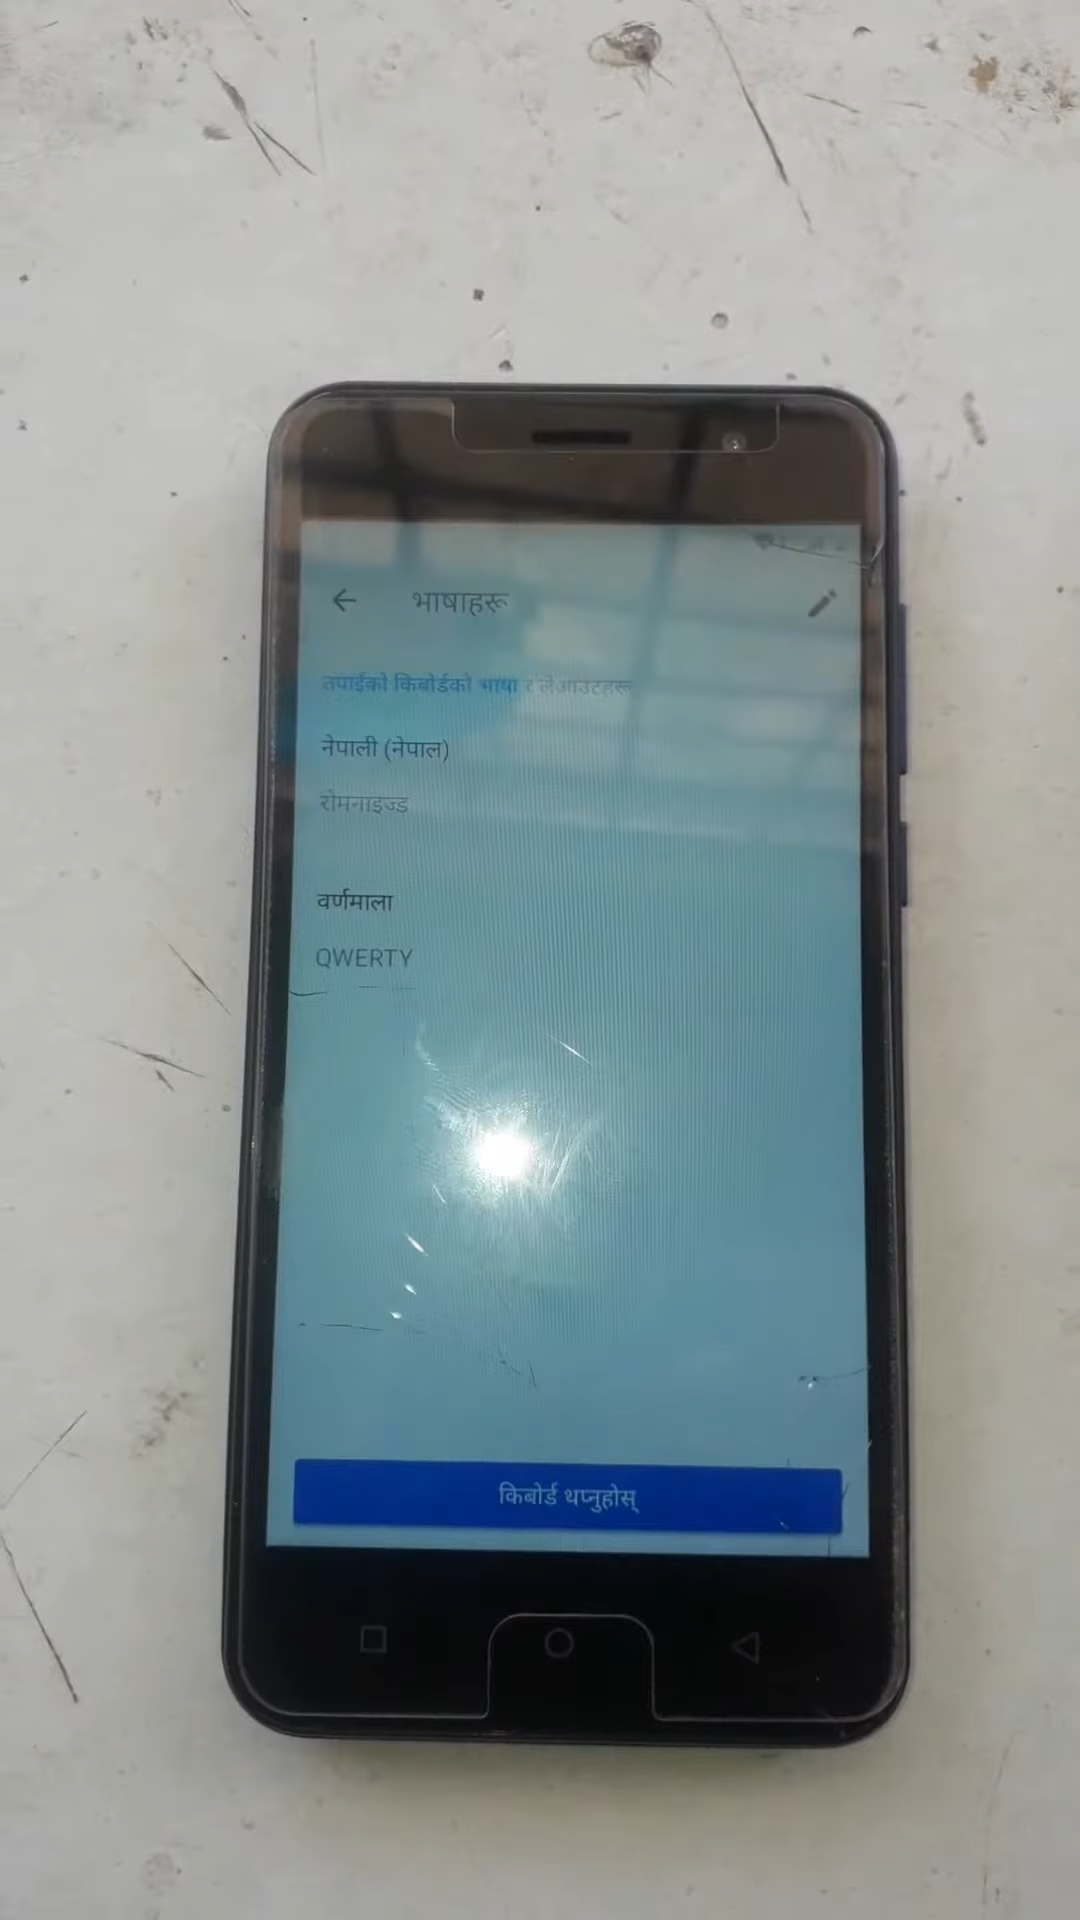 भाषाहरू
तपाईंको किबोर्डको भाषा र लेआउटहरू
नेपाली (नेपाल)
रोमनाइज्ड
वर्णमाला
QWERTY
किबोर्ड थप्नुहोस्